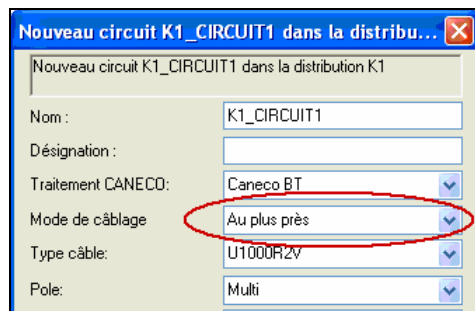 Nouveau circuit K1_CIRCUIT1 dans la distribu...
Nouveau circuit K1_CIRCUIT1 dans la distribution K1
Nom : K1_CIRCUIT1
Désignation :
Traitement CANECO: Caneco BT
Mode de câblage Au plus près
Type câble: U1000R2V
Pole: Multi